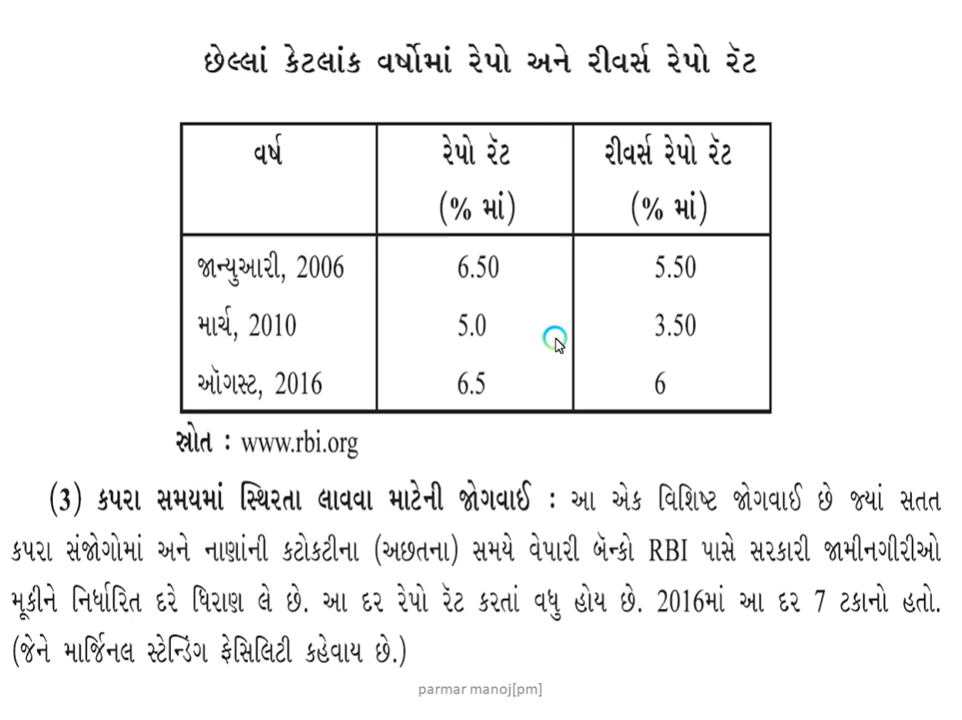 છેલ્લાં કેટલાંક વર્ષોમાં રેપો અને રીવર્સ રેપો રૅટ
વર્ષ રેપો રૅટ રીવર્સ રેપો રૅટ
(% માં) (% માં)
જાન્યુઆરી, 2006 6.50 5.50
માર્ચ, 2010 5.0 3.50
ઑગસ્ટ, 2016 6.5 6
સ્રોત : www.rbi.org
(3) કપરા સમયમાં સ્થિરતા લાવવા માટેની જોગવાઈ : આ એક વિશિષ્ટ જોગવાઈ છે જ્યાં સતત
કપરા સંજોગોમાં અને નાણાંની કટોકટીના (અછતના) સમયે વેપારી બૅન્કો RBI પાસે સરકારી જામીનગીરીઓ
મૂકીને નિર્ધારિત દરે ધિરાણ લે છે. આ દર રેપો રૅટ કરતાં વધુ હોય છે. 2016માં આ દર 7 ટકાનો હતો.
(જેને માર્જિનલ સ્ટેન્ડિંગ ફેસિલિટી કહેવાય છે.)
parmar manoj[pm]